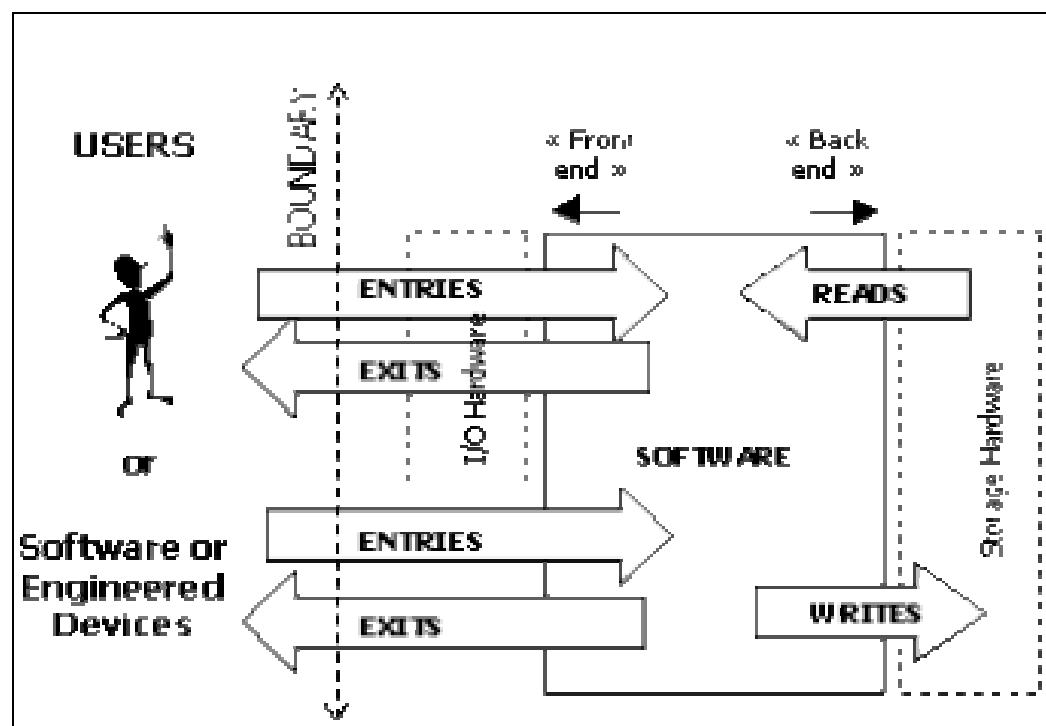 USERS
BOUNDARY
« Front
end »
« Back
end »
ENTRIES
READS
EXITS
I/O Hardware
or
SOFTWARE
Storage Hardware
Software or
Engineered
Devices
ENTRIES
EXITS
WRITES